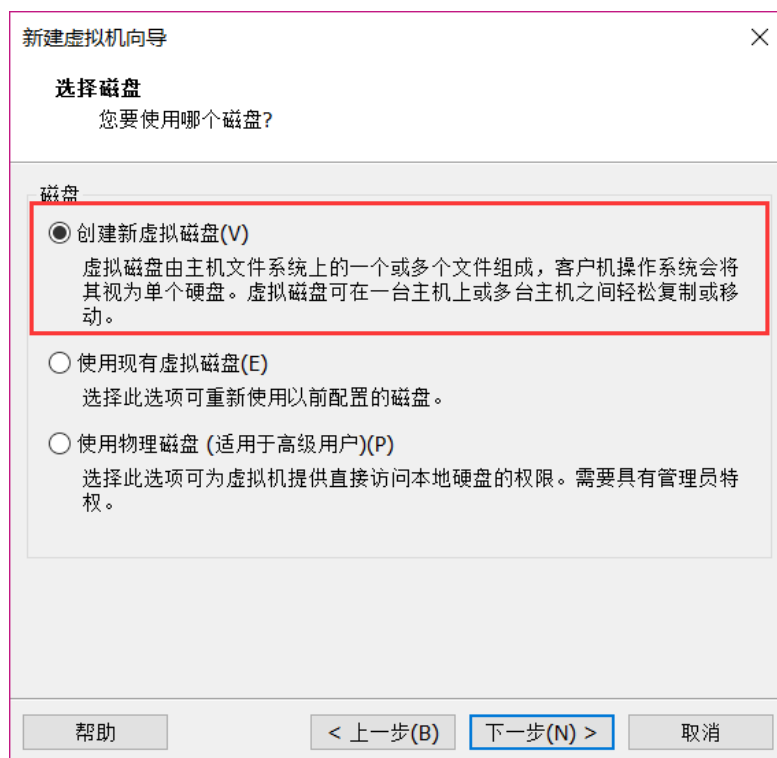 新建虚拟机向导
选择磁盘
您要使用哪个磁盘?
磁盘
创建新虚拟磁盘(V)
虚拟磁盘由主机文件系统上的一个或多个文件组成，客户机操作系统会将
其视为单个硬盘。虚拟磁盘可在一台主机上或多台主机之间轻松复制或移
动。
使用现有虚拟磁盘(E)
选择此选项可重新使用以前配置的磁盘。
使用物理磁盘 (适用于高级用户)(P)
选择此选项可为虚拟机提供直接访问本地硬盘的权限。需要具有管理员特
权。
帮助
< 上一步(B)
下一步(N) >
取消